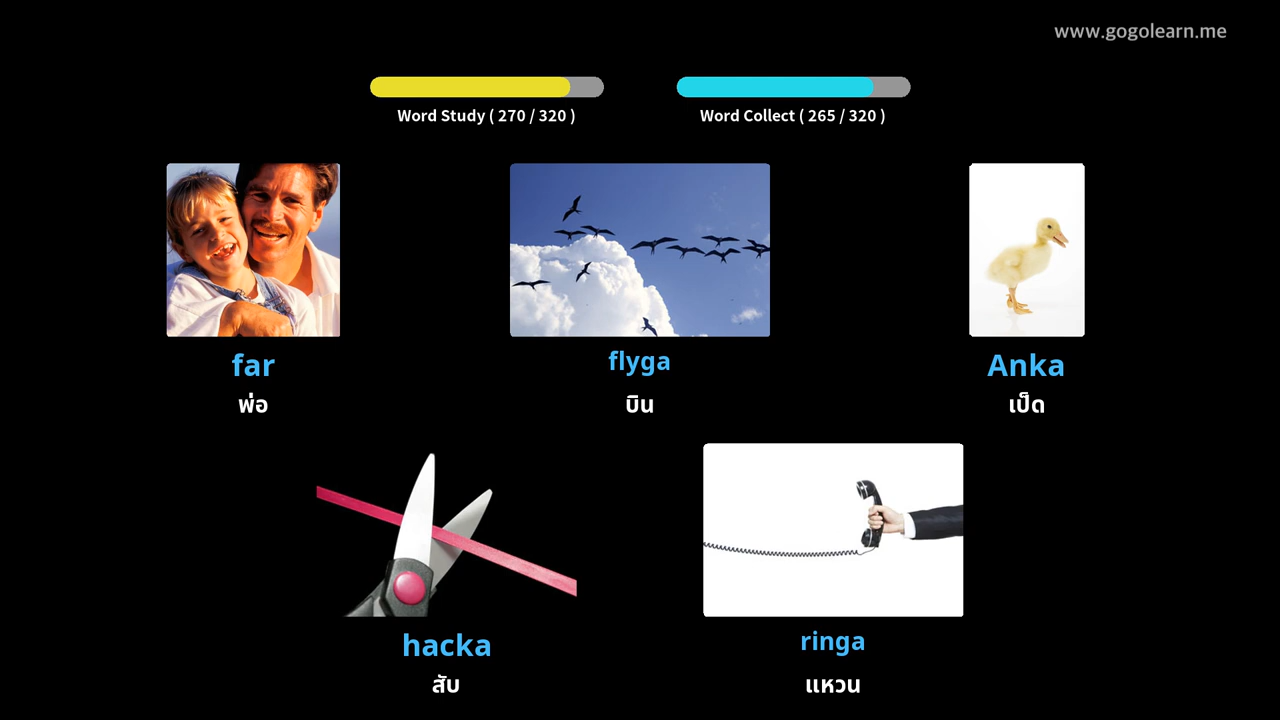 www.gogolearn.me
Word Study ( 270 / 320 )
Word Collect ( 265 / 320 )
far
พ่อ
flyga
บิน
Anka
เป็ด
hacka
สับ
ringa
แหวน